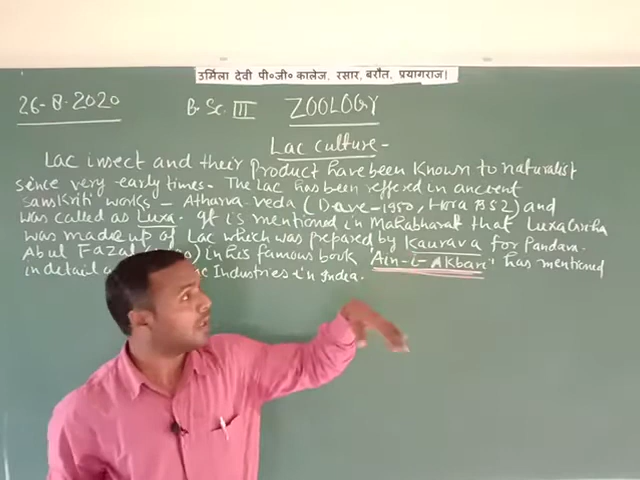 उर्मिला देवी पी०जी० कालेज, रसार, बरौत, प्रयागराज।
26-8-2020 B.Sc. III ZOOLOGY
Lac culture-
Lac insect and their Product have been Known to naturalist
since very early times. The Lac has been reffered in ancient
sanskriti works - Atharva-veda (Dave-1950, Hora 1952) and
was called as Luxa. It is mentioned in Mahabharat that Luxa
was made up of Lac which was prepared by Kaurava for Pandava.
Abul Fazal in his famous book "Ain-i-Akbari" has mentioned
in detail Industries in India.